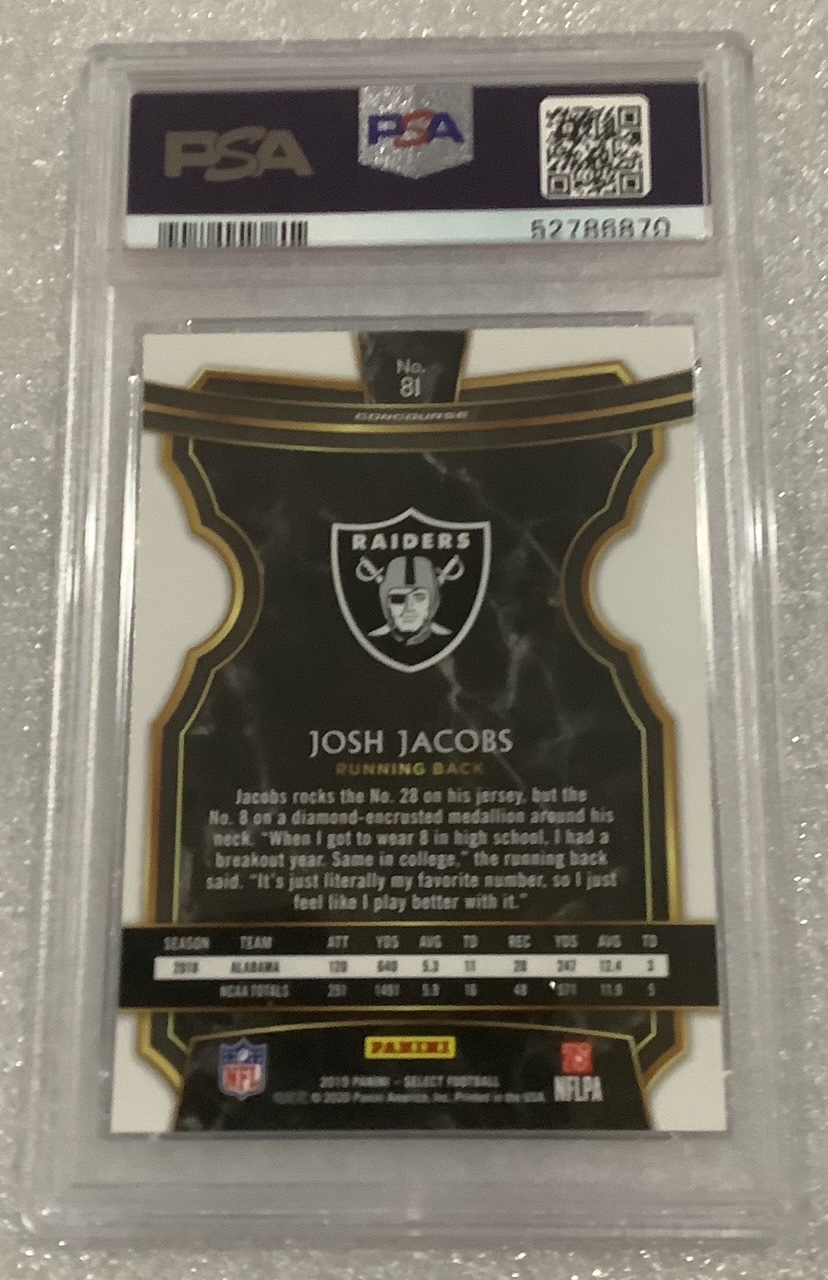 PSA PSA
52786870
No.
81
CONCOURSE
RAIDERS
JOSH JACOBS
RUNNING BACK
Jacobs rocks the No. 28 on his jersey, but the
No. 8 on a diamond-encrusted medallion around his
neck. "When I got to wear 8 in high school, I had a
breakout year. Same in college," the running back
said. "It's just literally my favorite number, so I just
feel like I play better with it."
SEASON TEAM ATT YDS AVG TD REC YDS AVG TD
2018 ALABAMA 120 640 5.3 11 20 247 12.4 3
NCAA TOTALS 251 1491 5.9 16 48 571 11.9 5
NFL PANINI NFLPA
2019 PANINI – SELECT FOOTBALL
© 2020 Panini America, Inc. Printed in the USA.